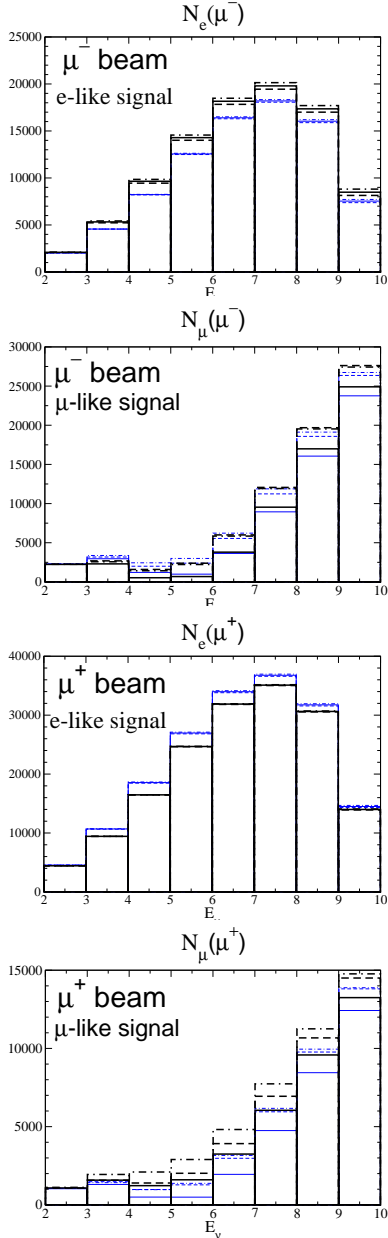 N_e(μ⁻)
25000
μ⁻ beam
20000
e-like signal
15000
10000
5000
0
2 3 4 5 6 7 8 9 10
E
N_μ(μ⁻)
30000
μ⁻ beam
25000
μ-like signal
20000
15000
10000
5000
0
2 3 4 5 6 7 8 9 10
E
N_e(μ⁺)
40000
μ⁺ beam
30000
e-like signal
20000
10000
0
2 3 4 5 6 7 8 9 10
N_μ(μ⁺)
15000
μ⁺ beam
μ-like signal
10000
5000
0
2 3 4 5 6 7 8 9 10
E_ν